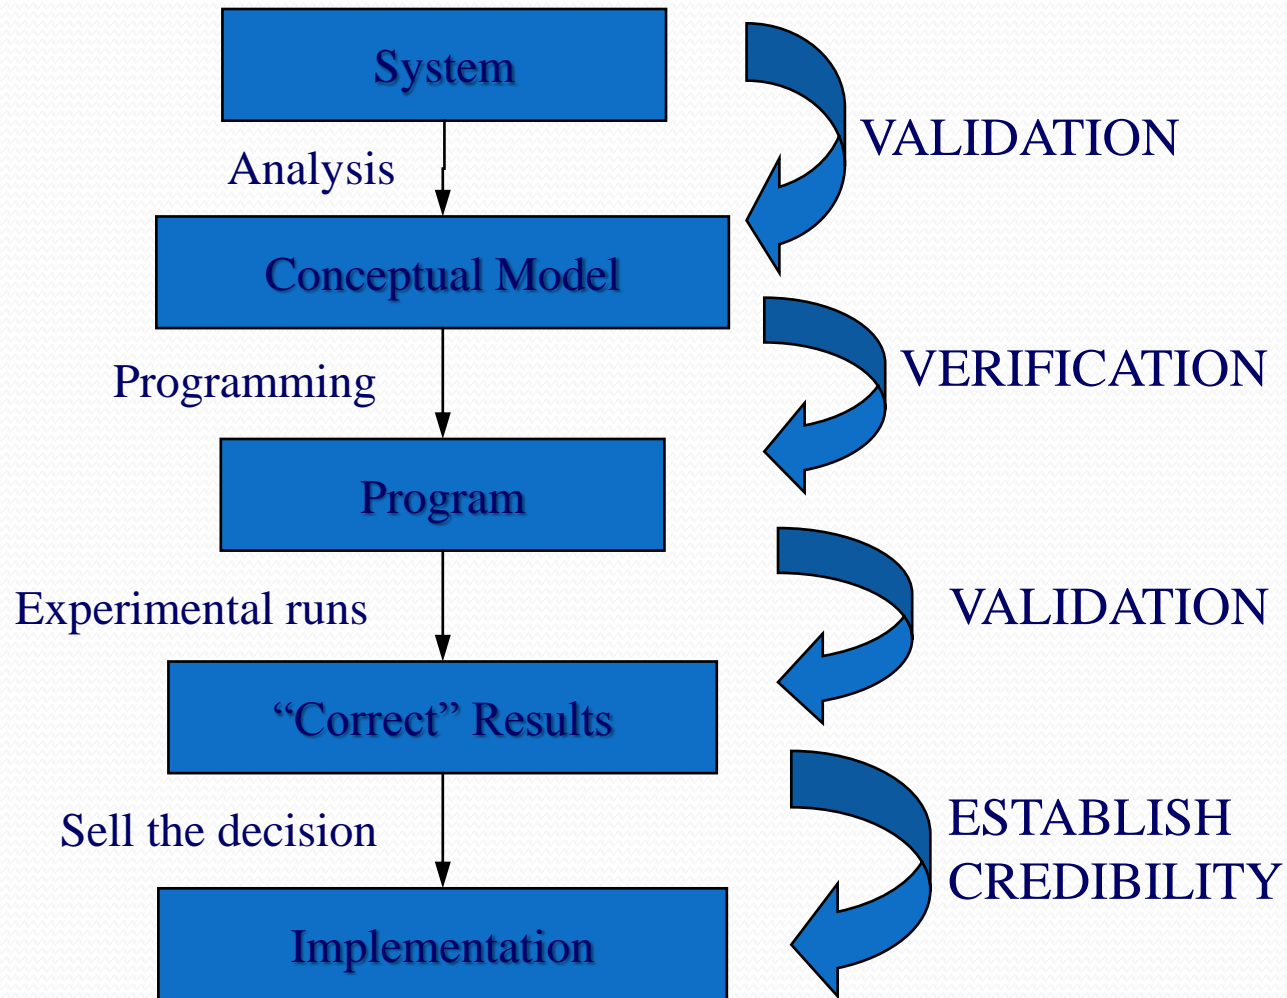 System
VALIDATION
Analysis
Conceptual Model
VERIFICATION
Programming
Program
VALIDATION
Experimental runs
“Correct” Results
ESTABLISH
CREDIBILITY
Sell the decision
Implementation